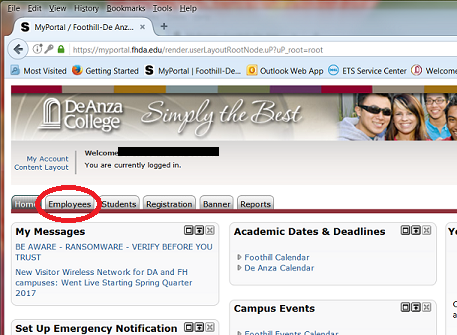 File Edit View History Bookmarks Tools Help
S MyPortal / Foothill-De Anz... × +
https://myportal.fhda.edu/render.userLayoutRootNode.uP?uP_root=root
Most Visited Getting Started S MyPortal | Foothill-D... Outlook Web App ETS Service Center Welcome
De Anza
College
Simply the Best
My Account
Content Layout
Welcome
You are currently logged in.
Home Employees Students Registration Banner Reports
My Messages
BE AWARE - RANSOMWARE - VERIFY BEFORE YOU
TRUST
New Visitor Wireless Network for DA and FH
campuses: Went Live Starting Spring Quarter
2017
Set Up Emergency Notification
Academic Dates & Deadlines
Foothill Calendar
De Anza Calendar
Campus Events
Foothill Events Calendar